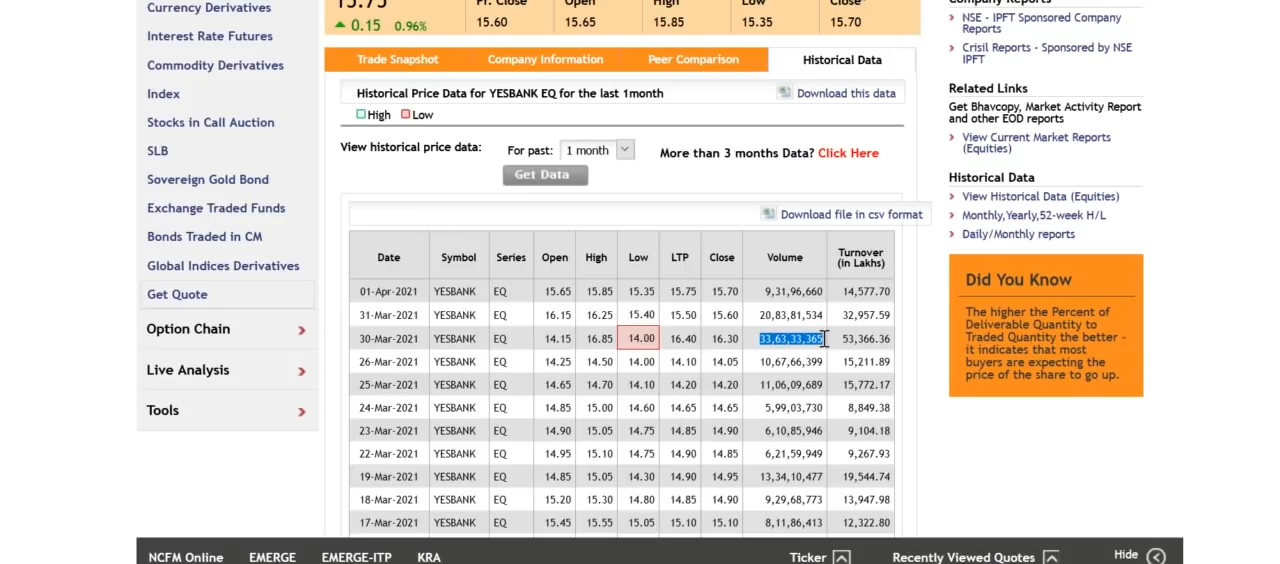 Currency Derivatives
Interest Rate Futures
Commodity Derivatives
Index
Stocks in Call Auction
SLB
Sovereign Gold Bond
Exchange Traded Funds
Bonds Traded in CM
Global Indices Derivatives
Get Quote
Option Chain
Live Analysis
Tools
15.75 Pr. Close Open High Low Close*
0.15 0.96% 15.60 15.65 15.85 15.35 15.70
Trade Snapshot Company Information Peer Comparison Historical Data
Historical Price Data for YESBANK EQ for the last 1month Download this data
High Low
View historical price data: For past: 1 month More than 3 months Data? Click Here
Get Data
Download file in csv format
Date Symbol Series Open High Low LTP Close Volume Turnover (in Lakhs)
01-Apr-2021 YESBANK EQ 15.65 15.85 15.35 15.75 15.70 9,31,96,660 14,577.70
31-Mar-2021 YESBANK EQ 16.15 16.25 15.40 15.50 15.60 20,83,81,534 32,957.59
30-Mar-2021 YESBANK EQ 14.15 16.85 14.00 16.40 16.30 33,63,33,365 53,366.36
26-Mar-2021 YESBANK EQ 14.25 14.50 14.00 14.10 14.05 10,67,66,399 15,211.89
25-Mar-2021 YESBANK EQ 14.65 14.70 14.10 14.20 14.20 11,06,09,689 15,772.17
24-Mar-2021 YESBANK EQ 14.85 15.00 14.60 14.65 14.65 5,99,03,730 8,849.38
23-Mar-2021 YESBANK EQ 14.90 15.05 14.75 14.85 14.90 6,10,85,946 9,104.18
22-Mar-2021 YESBANK EQ 14.95 15.10 14.75 14.90 14.85 6,21,59,949 9,267.93
19-Mar-2021 YESBANK EQ 14.85 15.05 14.30 14.90 14.95 13,34,10,477 19,544.74
18-Mar-2021 YESBANK EQ 15.20 15.30 14.80 14.85 14.90 9,29,68,773 13,947.98
17-Mar-2021 YESBANK EQ 15.45 15.55 15.05 15.10 15.10 8,11,86,413 12,322.80
Company Reports
NSE - IPFT Sponsored Company
Reports
Crisil Reports - Sponsored by NSE
IPFT
Related Links
Get Bhavcopy, Market Activity Report
and other EOD reports
View Current Market Reports
(Equities)
Historical Data
View Historical Data (Equities)
Monthly,Yearly,52-week H/L
Daily/Monthly reports
Did You Know
The higher the Percent of
Deliverable Quantity to
Traded Quantity the better -
it indicates that most
buyers are expecting the
price of the share to go up.
NCFM Online EMERGE EMERGE-ITP KRA Ticker Recently Viewed Quotes Hide